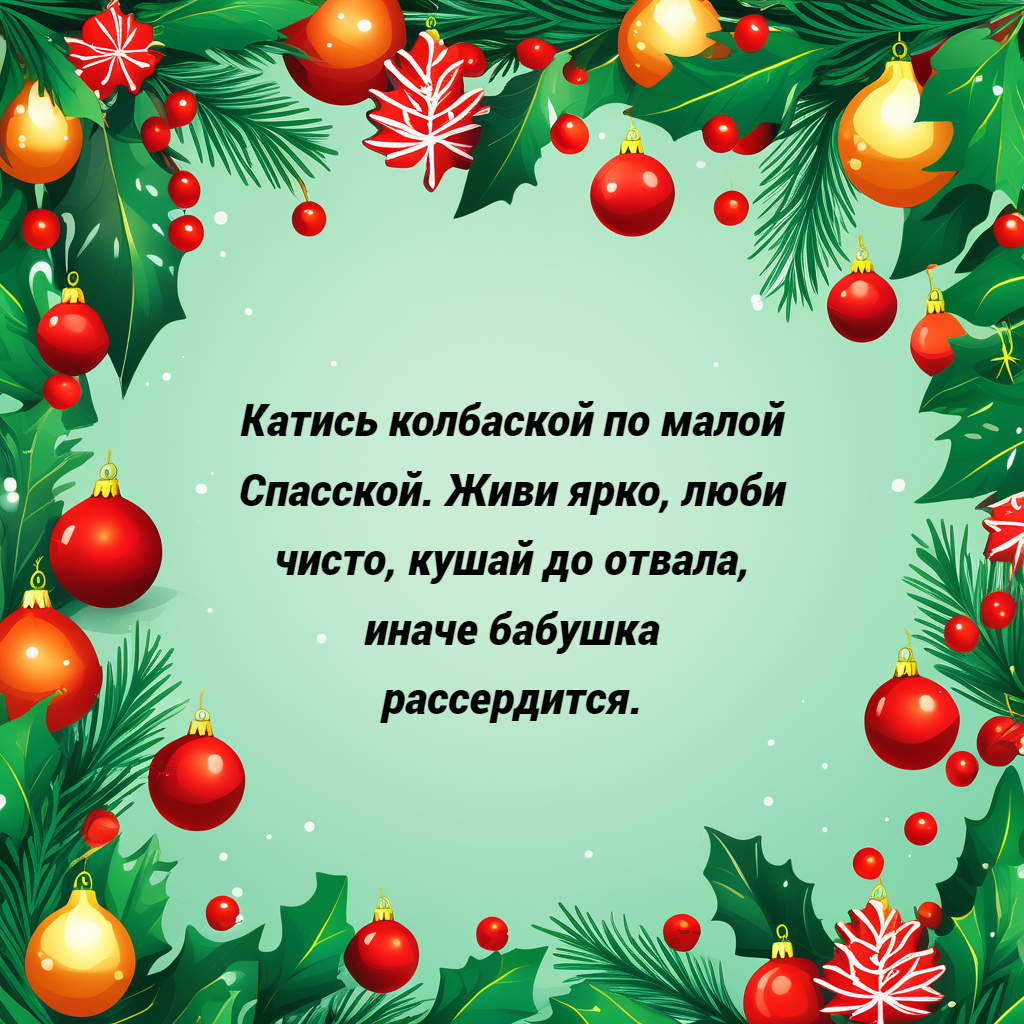 Катись колбаской по малой
Спасской. Живи ярко, люби
чисто, кушай до отвала,
иначе бабушка
рассердится.